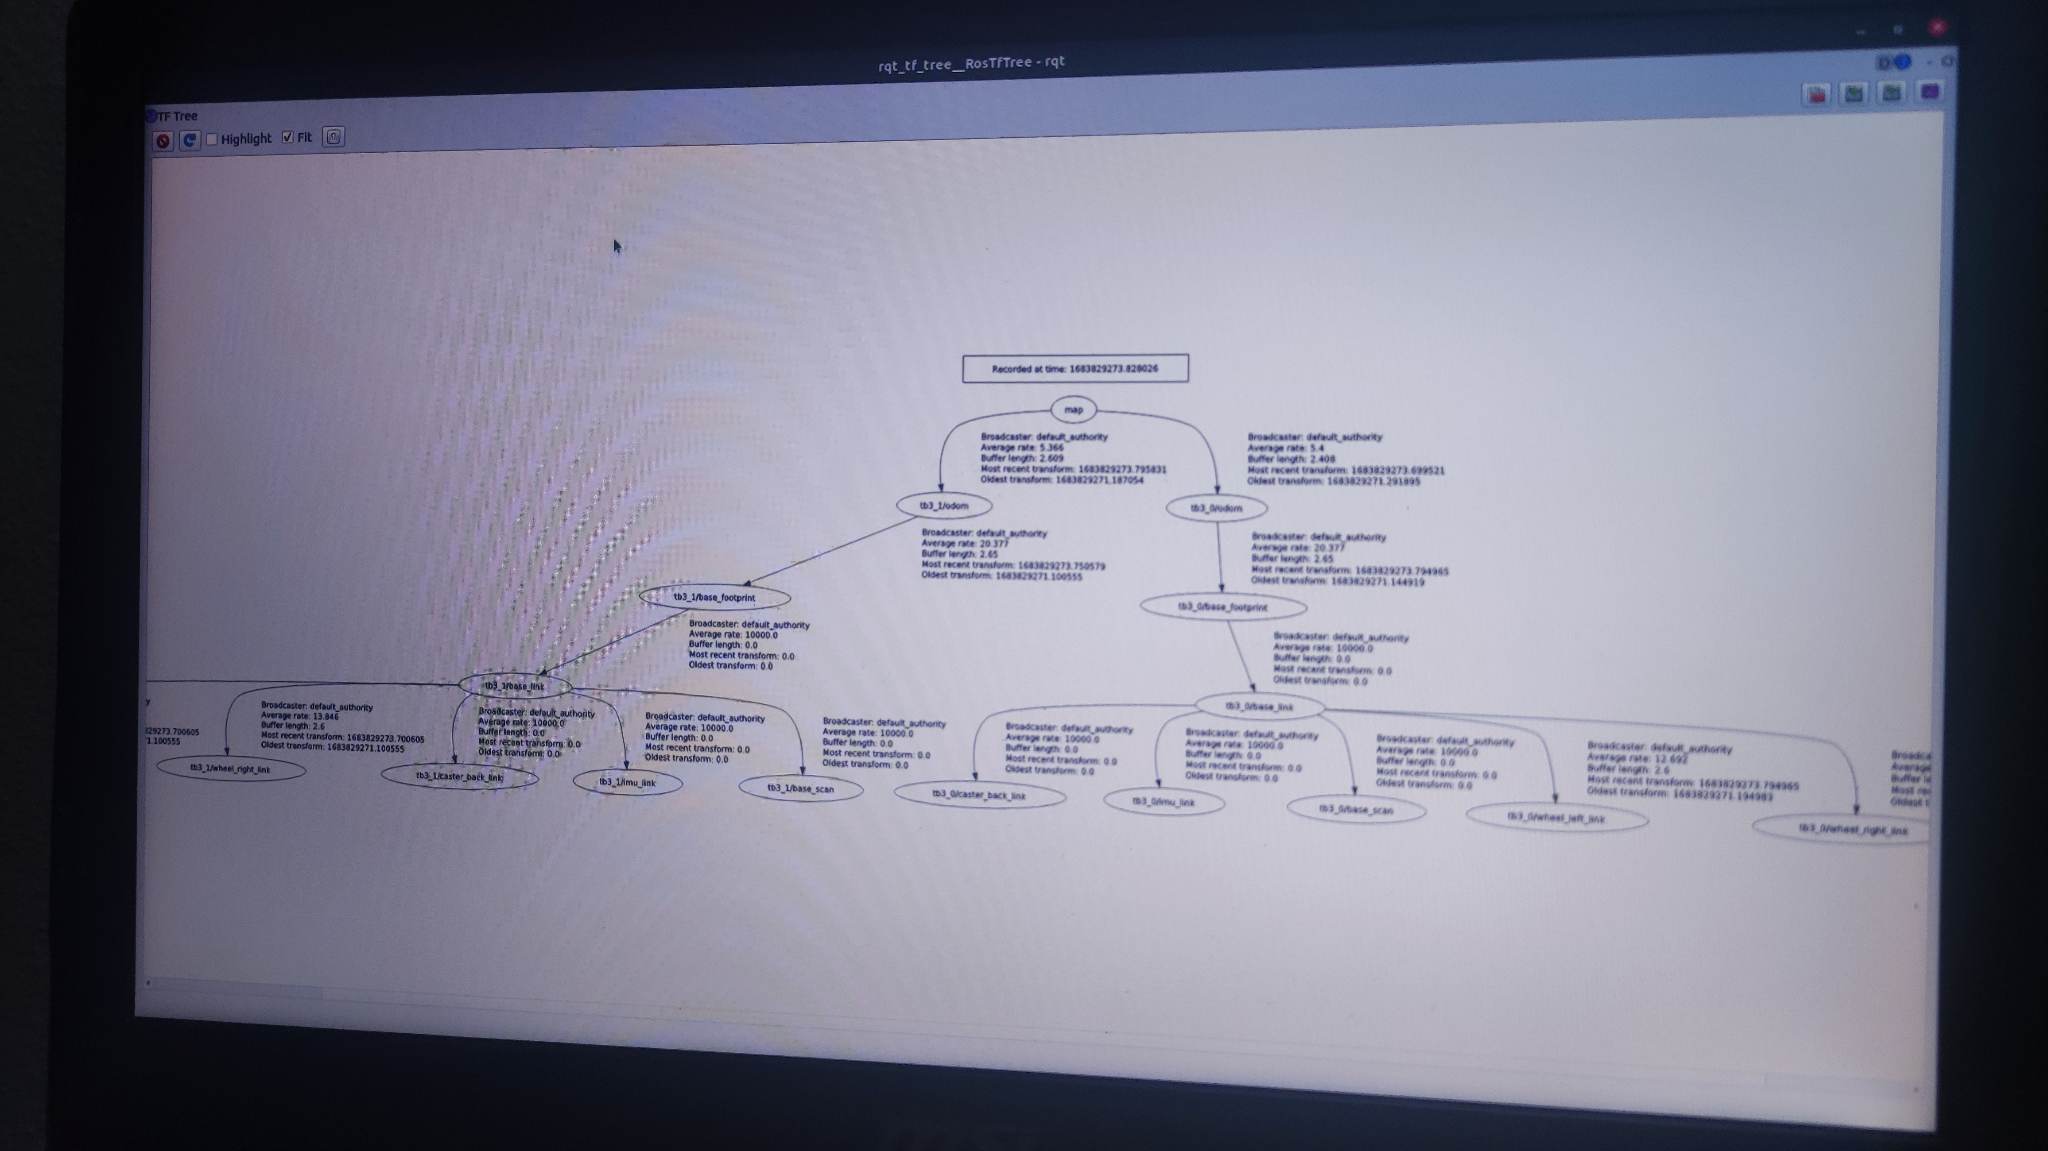 rqt_tf_tree__RosTfTree - rqt
TF Tree
Highlight
Fit
Recorded at time: 1683829273.828026
map
Broadcaster: default_authority
Average rate: 5.366
Buffer length: 2.609
Most recent transform: 1683829273.795831
Oldest transform: 1683829271.187054
Broadcaster: default_authority
Average rate: 5.4
Buffer length: 2.408
Most recent transform: 1683829273.699521
Oldest transform: 1683829271.291895
tb3_1/odom
tb3_0/odom
Broadcaster: default_authority
Average rate: 20.377
Buffer length: 2.65
Most recent transform: 1683829273.750579
Oldest transform: 1683829271.100555
Broadcaster: default_authority
Average rate: 20.377
Buffer length: 2.65
Most recent transform: 1683829273.794965
Oldest transform: 1683829271.144919
tb3_1/base_footprint
tb3_0/base_footprint
Broadcaster: default_authority
Average rate: 10000.0
Buffer length: 0.0
Most recent transform: 0.0
Oldest transform: 0.0
Broadcaster: default_authority
Average rate: 10000.0
Buffer length: 0.0
Most recent transform: 0.0
Oldest transform: 0.0
tb3_1/base_link
tb3_0/base_link
y
329273.700605
1.100555
Broadcaster: default_authority
Average rate: 13.846
Buffer length: 2.6
Most recent transform: 1683829273.700605
Oldest transform: 1683829271.100555
Broadcaster: default_authority
Average rate: 10000.0
Buffer length: 0.0
Most recent transform: 0.0
Oldest transform: 0.0
Broadcaster: default_authority
Average rate: 10000.0
Buffer length: 0.0
Most recent transform: 0.0
Oldest transform: 0.0
Broadcaster: default_authority
Average rate: 10000.0
Buffer length: 0.0
Most recent transform: 0.0
Oldest transform: 0.0
Broadcaster: default_authority
Average rate: 10000.0
Buffer length: 0.0
Most recent transform: 0.0
Oldest transform: 0.0
Broadcaster: default_authority
Average rate: 10000.0
Buffer length: 0.0
Most recent transform: 0.0
Oldest transform: 0.0
Broadcaster: default_authority
Average rate: 10000.0
Buffer length: 0.0
Most recent transform: 0.0
Oldest transform: 0.0
Broadcaster: default_authority
Average rate: 12.692
Buffer length: 2.6
Most recent transform: 1683829273.794965
Oldest transform: 1683829271.194983
Broadca
Average
Buffer le
Most rec
Oldest t
tb3_1/wheel_right_link
tb3_1/caster_back_link
tb3_1/imu_link
tb3_1/base_scan
tb3_0/caster_back_link
tb3_0/imu_link
tb3_0/base_scan
tb3_0/wheel_left_link
tb3_0/wheel_right_link